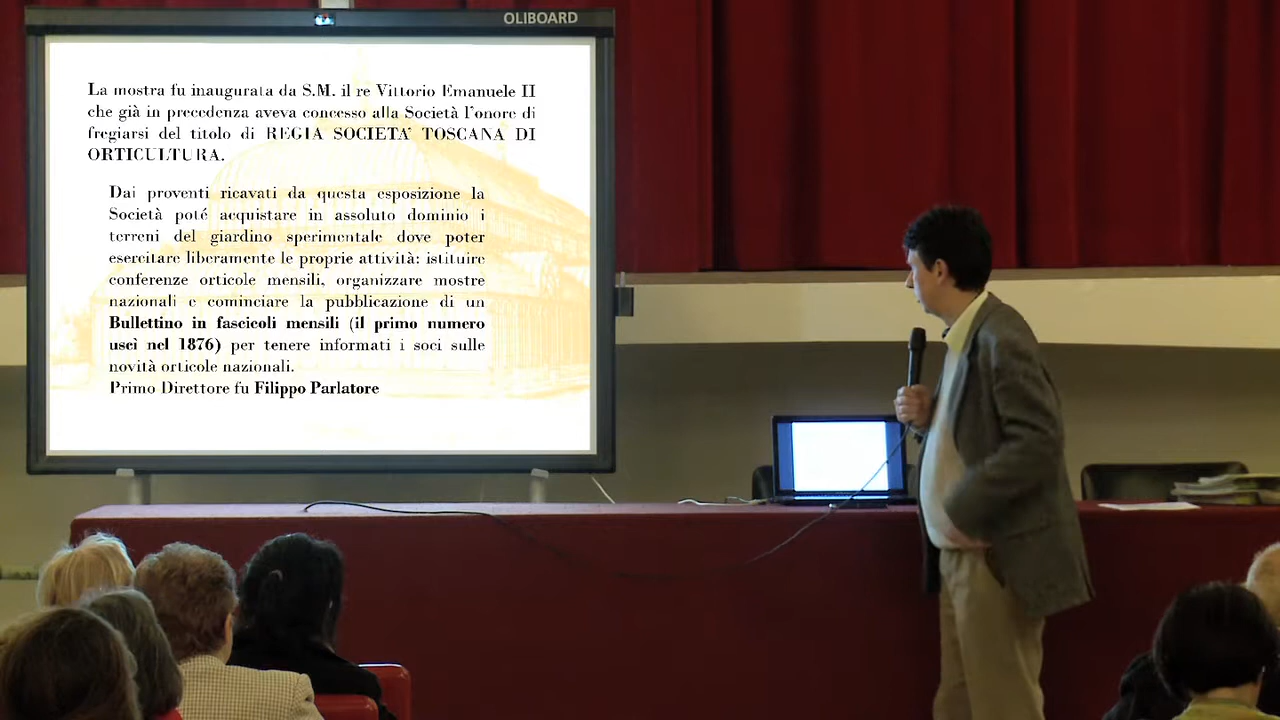 OLIBOARD
La mostra fu inaugurata da S.M. il re Vittorio Emanuele II
che già in precedenza aveva concesso alla Società l'onore di
fregiarsi del titolo di REGIA SOCIETA' TOSCANA DI
ORTICULTURA.
Dai proventi ricavati da questa esposizione la
Società poté acquistare in assoluto dominio i
terreni del giardino sperimentale dove poter
esercitare liberamente le proprie attività: istituire
conferenze orticole mensili, organizzare mostre
nazionali e cominciare la pubblicazione di un
Bullettino in fascicoli mensili (il primo numero
uscì nel 1876) per tenere informati i soci sulle
novità orticole nazionali.
Primo Direttore fu Filippo Parlatore